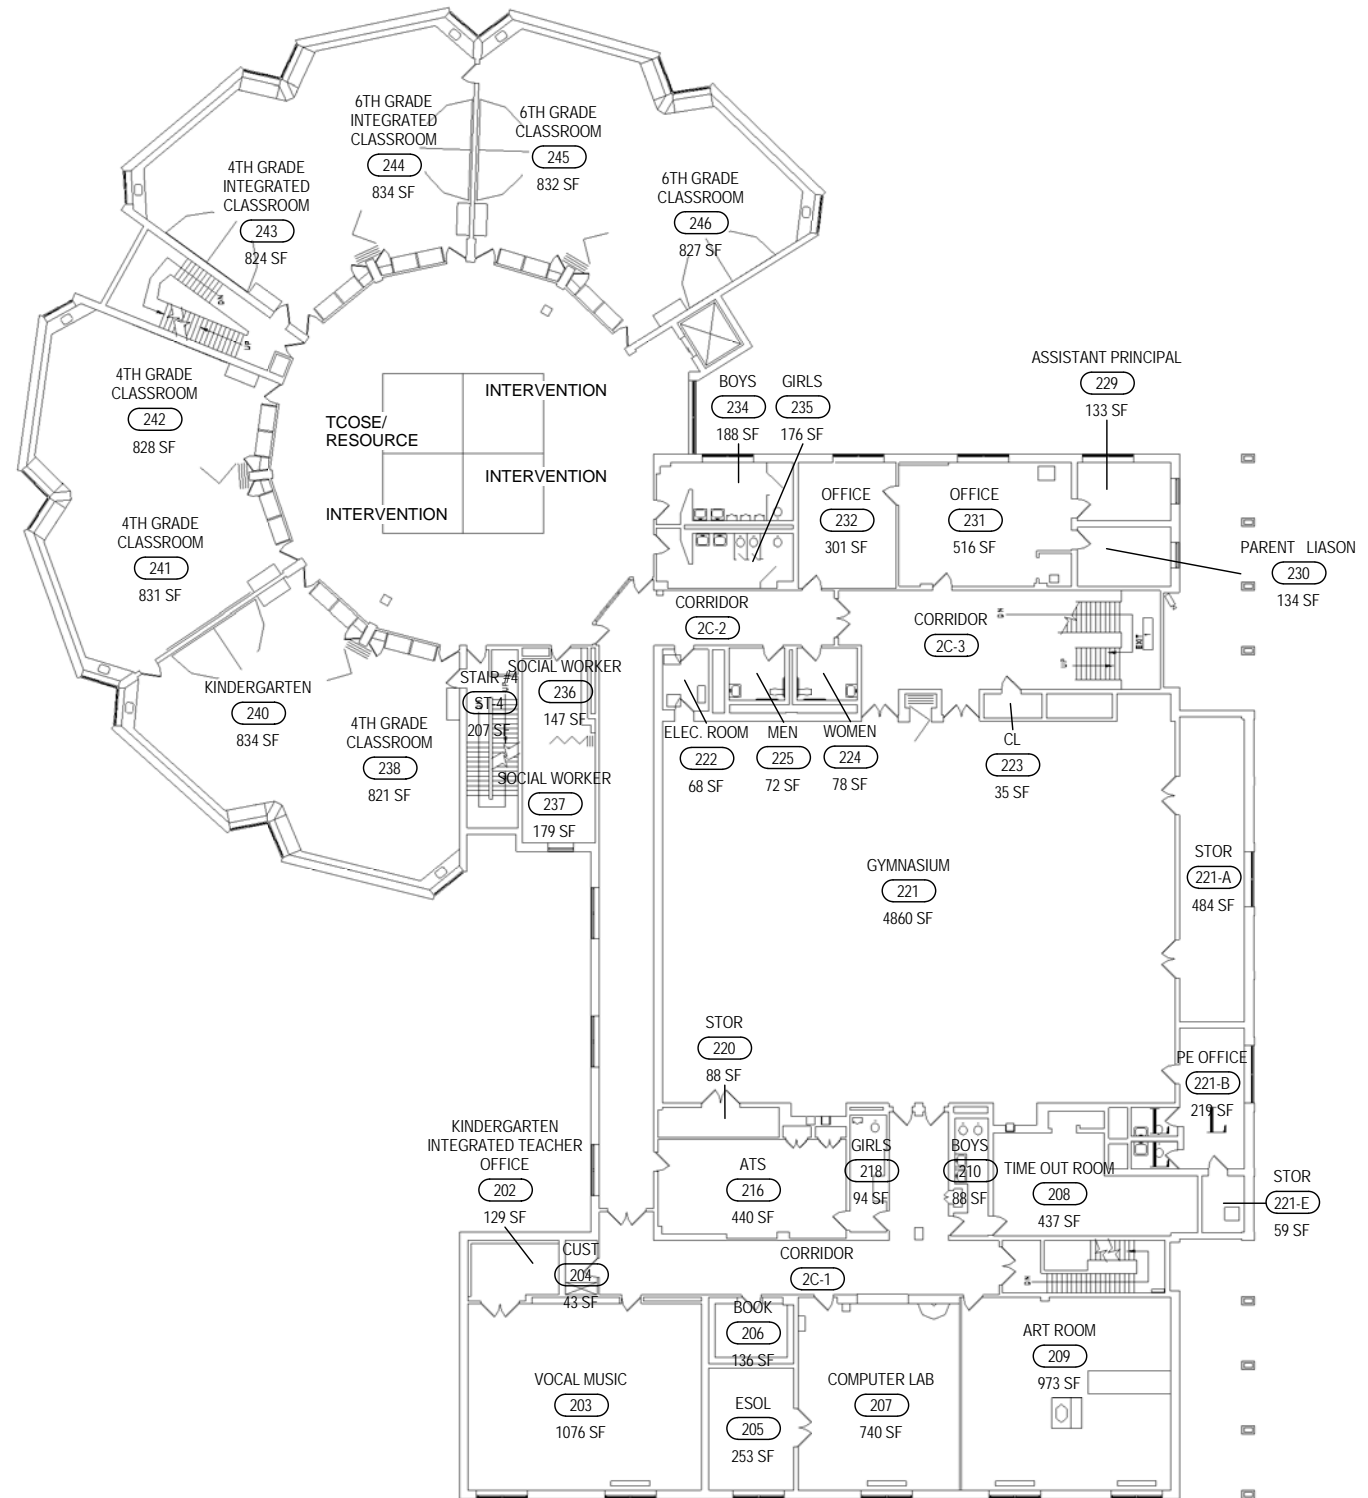 6TH GRADE
INTEGRATED
CLASSROOM
244
834 SF
6TH GRADE
CLASSROOM
245
832 SF
4TH GRADE
INTEGRATED
CLASSROOM
243
824 SF
6TH GRADE
CLASSROOM
246
827 SF
DN
UP
4TH GRADE
CLASSROOM
242
828 SF
INTERVENTION
TCOSE/
RESOURCE
INTERVENTION
INTERVENTION
BOYS
234
188 SF
GIRLS
235
176 SF
ASSISTANT PRINCIPAL
229
133 SF
OFFICE
232
301 SF
OFFICE
231
516 SF
4TH GRADE
CLASSROOM
241
831 SF
PARENT LIASON
230
134 SF
CORRIDOR
2C-2
CORRIDOR
2C-3
DN
UP
EXIT
KINDERGARTEN
240
834 SF
STAIR #4
ST-4
207 SF
UP
SOCIAL WORKER
236
147 SF
4TH GRADE
CLASSROOM
238
821 SF
SOCIAL WORKER
237
179 SF
ELEC. ROOM
222
68 SF
MEN
225
72 SF
WOMEN
224
78 SF
CL
223
35 SF
GYMNASIUM
221
4860 SF
STOR
221-A
484 SF
STOR
220
88 SF
PE OFFICE
221-B
219 SF
KINDERGARTEN
INTEGRATED TEACHER
OFFICE
202
129 SF
ATS
216
440 SF
GIRLS
218
94 SF
BOYS
210
88 SF
TIME OUT ROOM
208
437 SF
STOR
221-E
59 SF
CUST
204
43 SF
CORRIDOR
2C-1
DN
BOOK
206
136 SF
ART ROOM
209
973 SF
VOCAL MUSIC
203
1076 SF
ESOL
205
253 SF
COMPUTER LAB
207
740 SF